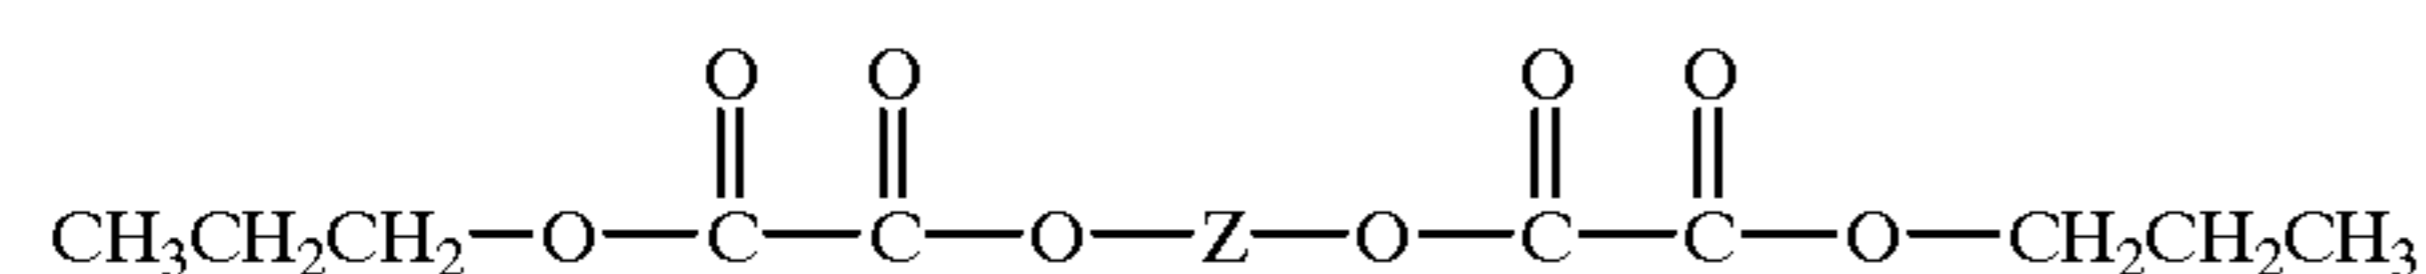 O O O O
CH₃CH₂CH₂—O—C—C—O—Z—O—C—C—O—CH₂CH₂CH₃